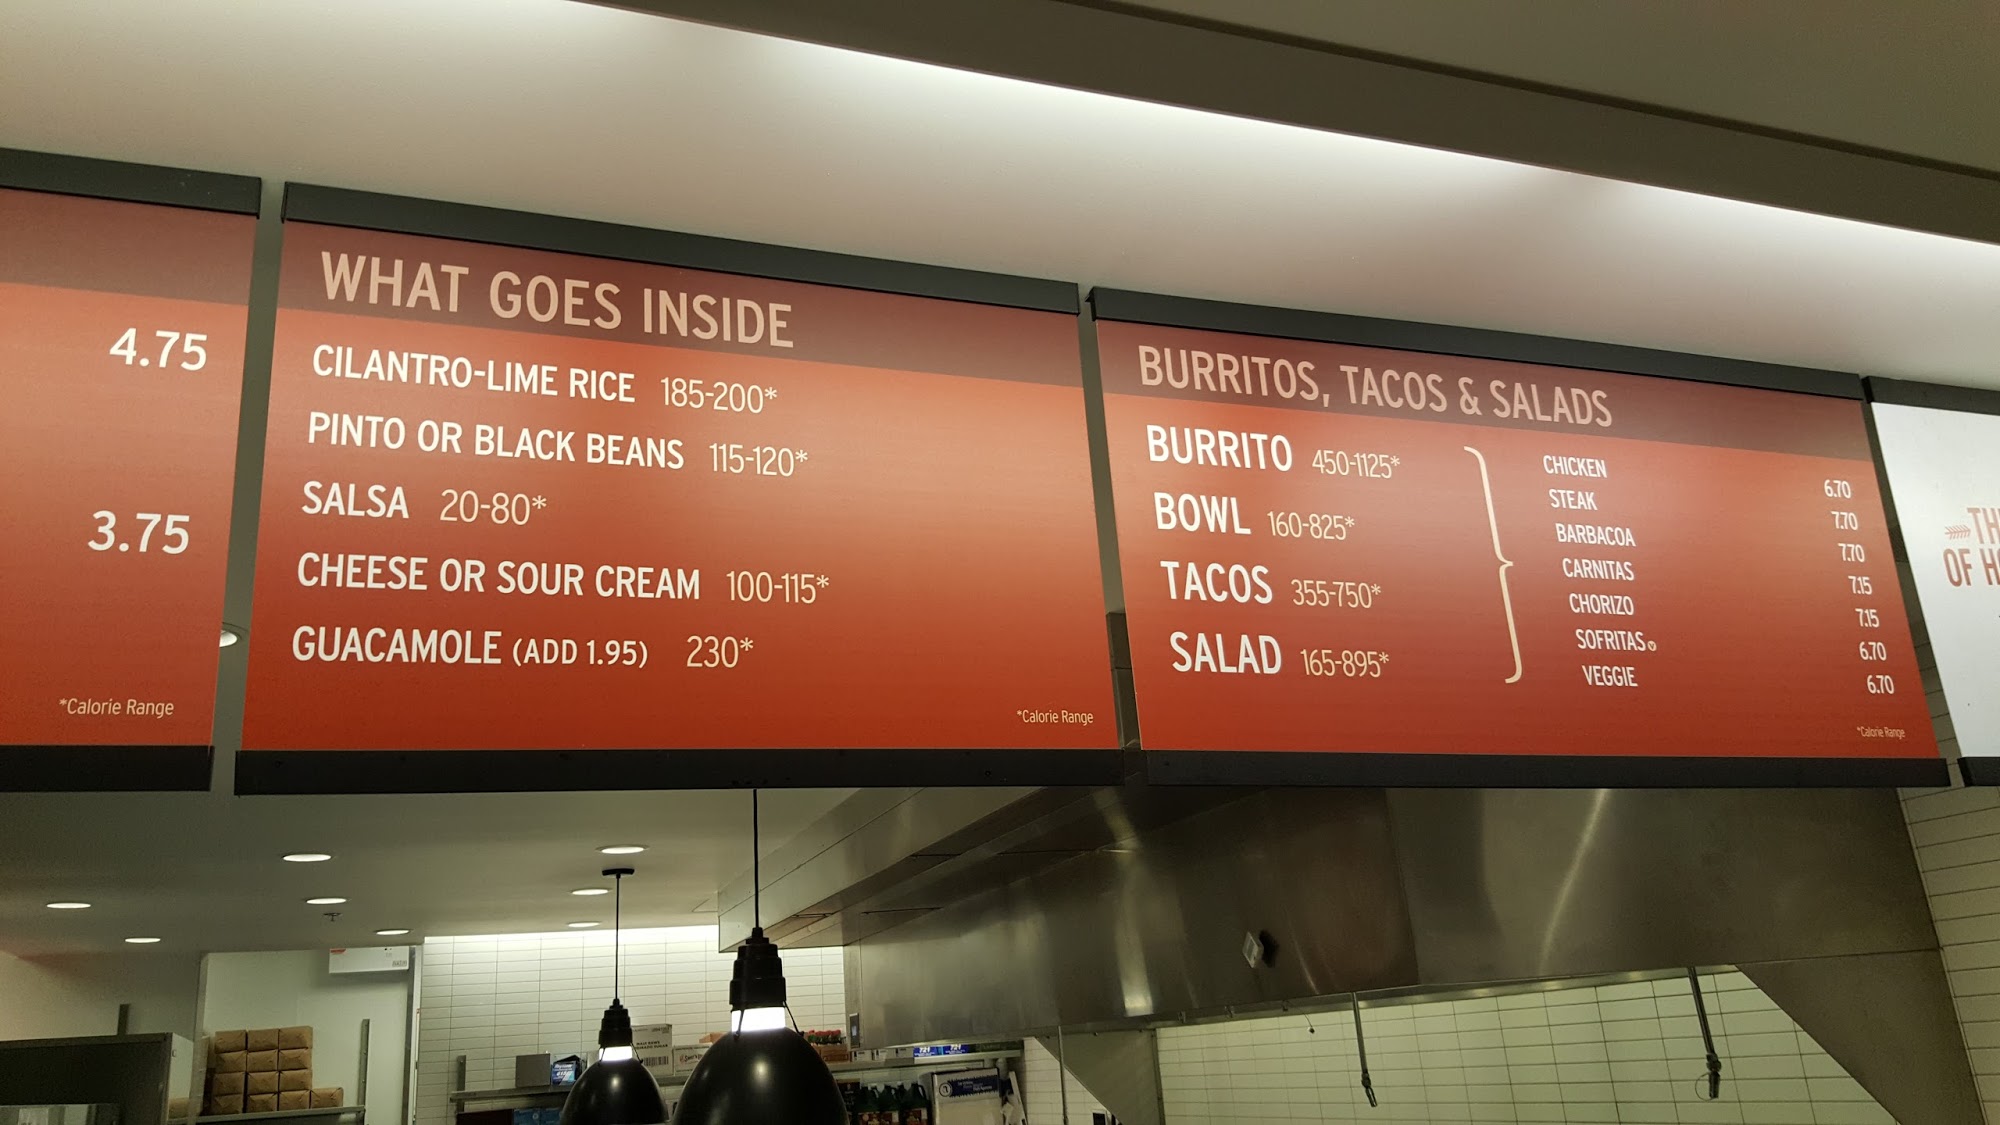 4.75
3.75
*Calorie Range
WHAT GOES INSIDE
CILANTRO-LIME RICE 185-200*
PINTO OR BLACK BEANS 115-120*
SALSA 20-80*
CHEESE OR SOUR CREAM 100-115*
GUACAMOLE (ADD 1.95) 230*
*Calorie Range
BURRITOS, TACOS & SALADS
BURRITO 450-1125*
BOWL 160-825*
TACOS 355-750*
SALAD 165-895*
CHICKEN 6.70
STEAK 7.70
BARBACOA 7.70
CARNITAS 7.15
CHORIZO 7.15
SOFRITAS 6.70
VEGGIE 6.70
*Calorie Range
OF